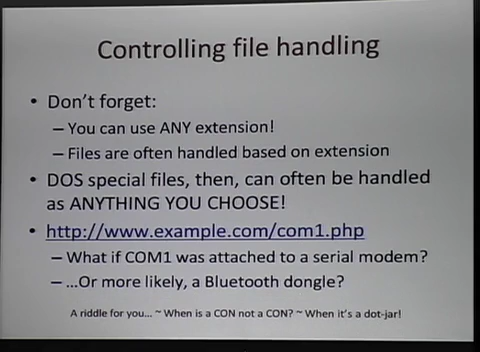 Controlling file handling
• Don't forget:
– You can use ANY extension!
– Files are often handled based on extension
• DOS special files, then, can often be handled
as ANYTHING YOU CHOOSE!
• http://www.example.com/com1.php
– What if COM1 was attached to a serial modem?
– ...Or more likely, a Bluetooth dongle?
A riddle for you... ~ When is a CON not a CON? ~ When it's a dot-jar!